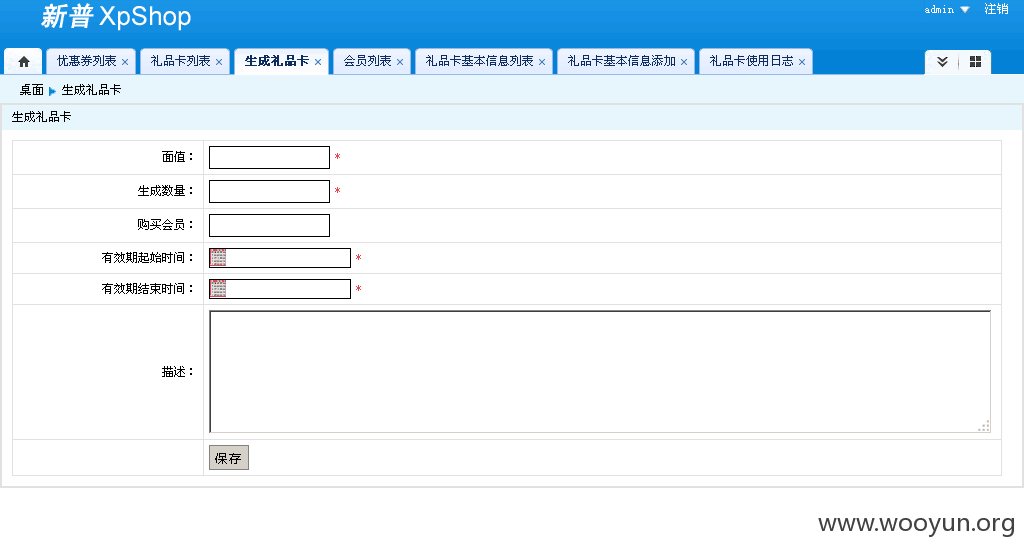 新普 XpShop
admin 注销
优惠券列表 × 礼品卡列表 × 生成礼品卡 × 会员列表 × 礼品卡基本信息列表 × 礼品卡基本信息添加 × 礼品卡使用日志 ×
桌面 生成礼品卡
生成礼品卡
面值： *
生成数量： *
购买会员：
有效期起始时间： *
有效期结束时间： *
描述：
保存
www.wooyun.org